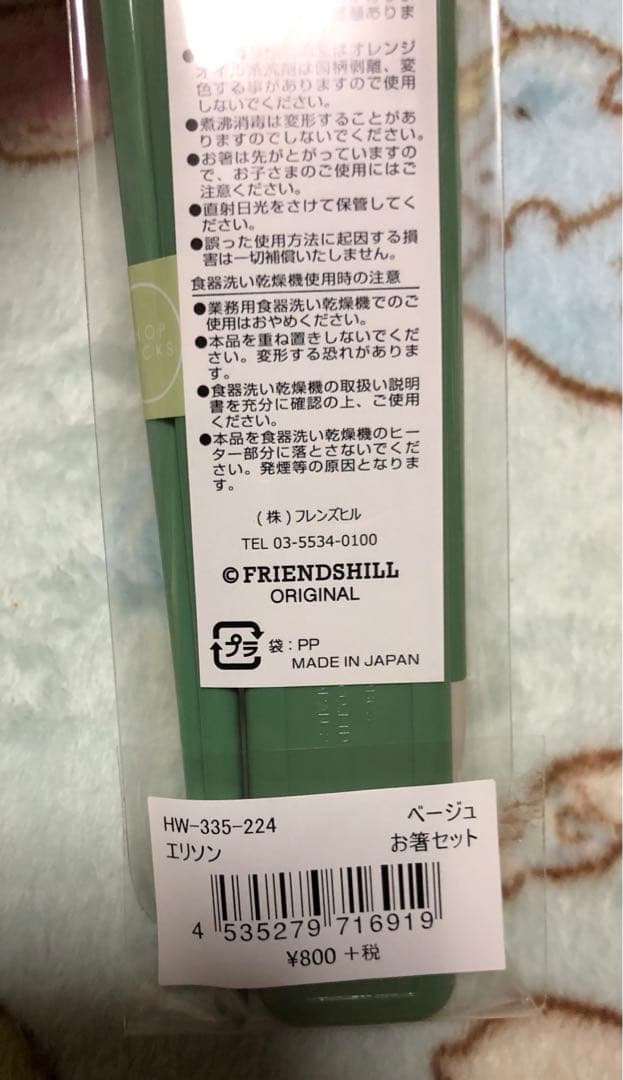 はオレンジ
オイル系洗剤は図柄剥離、変
色する事がありますので使用
しないでください。
●煮沸消毒は変形することがあ
りますのでしないでください。
●お箸は先がとがっていますの
で、お子さまのご使用にはご
注意ください。
●直射日光をさけて保管してく
ださい。
●誤った使用方法に起因する損
害は一切補償いたしません。
食器洗い乾燥機使用時の注意
●業務用食器洗い乾燥機でのご
使用はおやめください。
●本品を重ね置きしないでくだ
さい。変形する恐れがありま
す。
●食器洗い乾燥機の取扱い説明
書を充分に確認の上、ご使用
ください。
●本品を食器洗い乾燥機のヒー
ター部分に落とさないでくだ
さい。発煙等の原因となりま
す。
(株)フレンズヒル
TEL 03-5534-0100
© FRIENDSHILL
ORIGINAL
プラ 袋：PP
MADE IN JAPAN
HW-335-224 ベージュ
エリソン お箸セット
4 535279 716919
¥800 +税